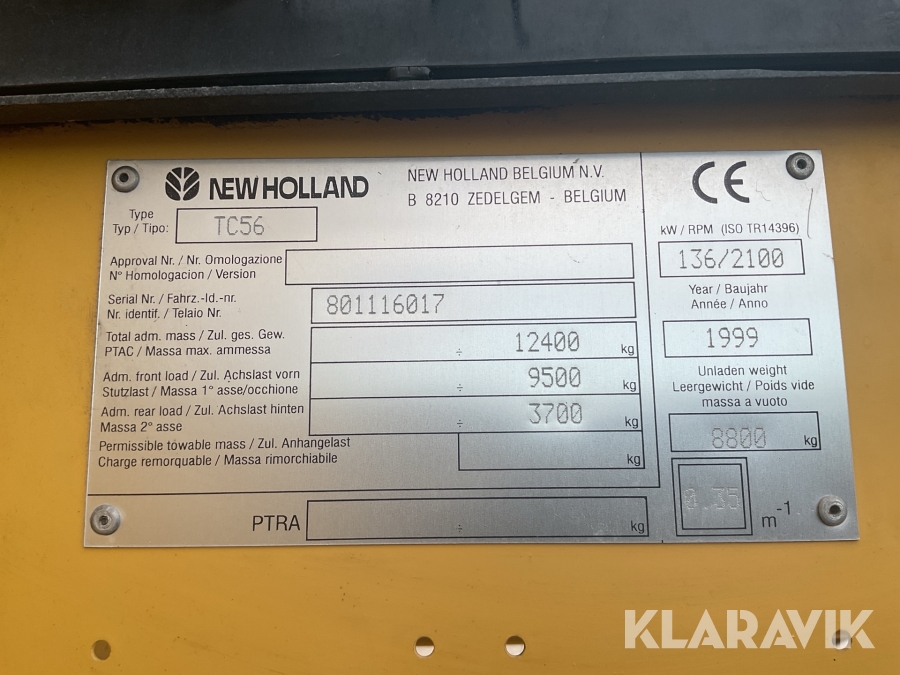 NEW HOLLAND
NEW HOLLAND BELGIUM N.V.
B 8210 ZEDELGEM - BELGIUM
Type
Typ / Tipo:
TC56
Approval Nr. / Nr. Omologazione
N° Homologacion / Version
Serial Nr. / Fahrz.-Id.-nr.
Nr. identif. / Telaio Nr.
801116017
Total adm. mass / Zul. ges. Gew.
PTAC / Massa max. ammessa
÷ 12400 kg
Adm. front load / Zul. Achslast vorn
Stutzlast / Massa 1° asse/occhione
÷ 9500 kg
Adm. rear load / Zul. Achslast hinten
Massa 2° asse
÷ 3700 kg
Permissible towable mass / Zul. Anhangelast
Charge remorquable / Massa rimorchiabile
kg
PTRA
÷ kg
CE
kW / RPM (ISO TR14396)
136/2100
Year / Baujahr
Année / Anno
1999
Unladen weight
Leergewicht / Poids vide
massa a vuoto
8800 kg
0.35 m-1
KLARAVIK